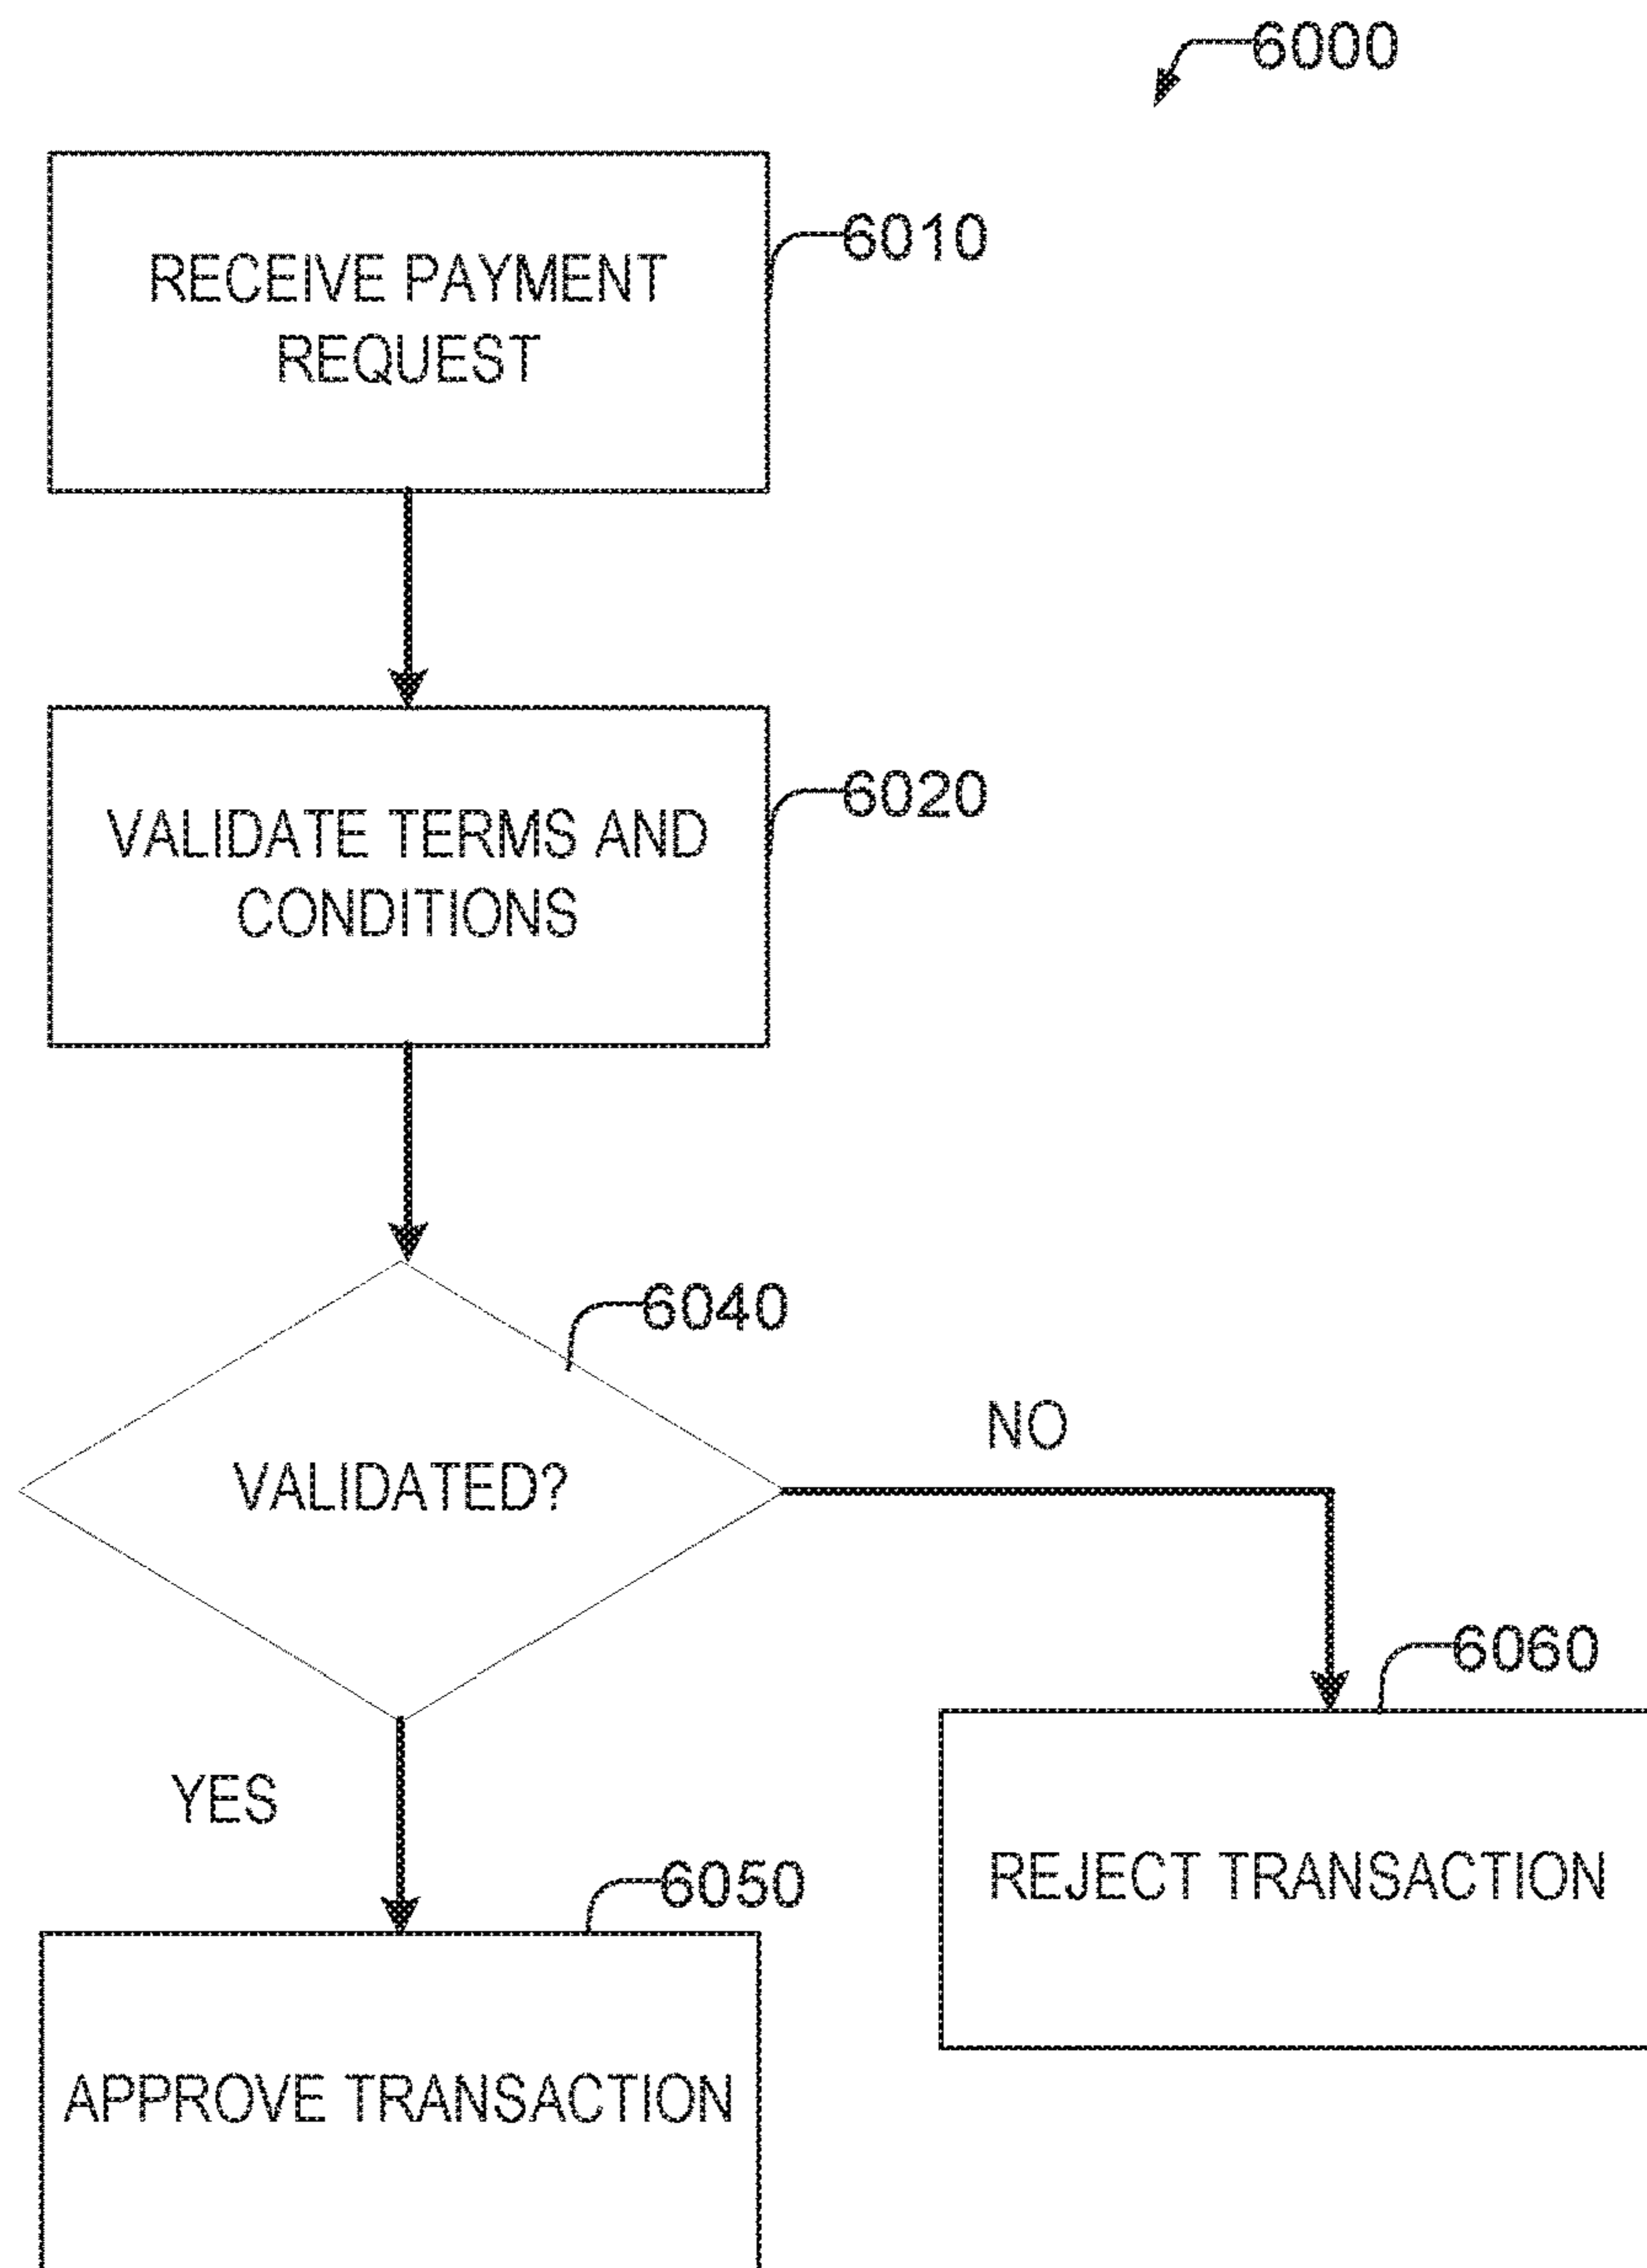 6000
RECEIVE PAYMENT
REQUEST
6010
VALIDATE TERMS AND
CONDITIONS
6020
6040
VALIDATED?
NO
YES
6060
REJECT TRANSACTION
6050
APPROVE TRANSACTION